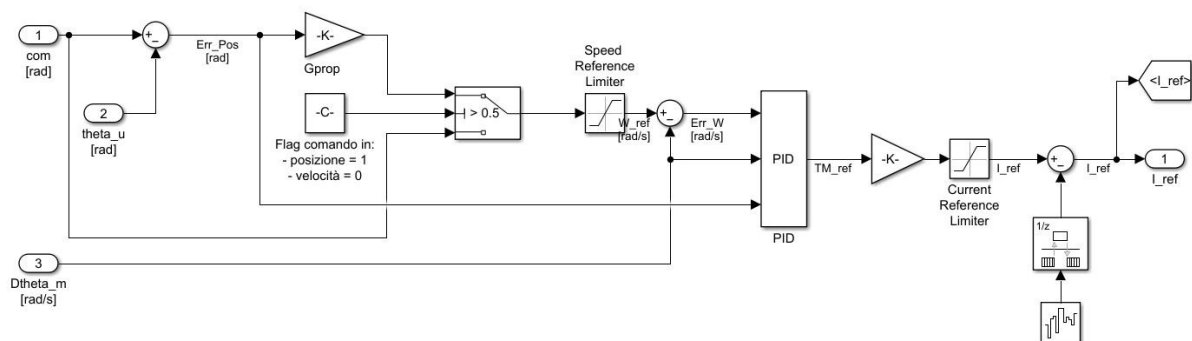 1
com
[rad]
+
−
Err_Pos
[rad]
2
theta_u
[rad]
-K-
Gprop
-C-
Flag comando in:
- posizione = 1
- velocità = 0
> 0.5
Speed
Reference
Limiter
W_ref
[rad/s]
+
−
Err_W
[rad/s]
3
Dtheta_m
[rad/s]
PID
PID
TM_ref
-K-
Current
Reference
Limiter
I_ref
+
−
I_ref
<I_ref>
1
I_ref
1/z